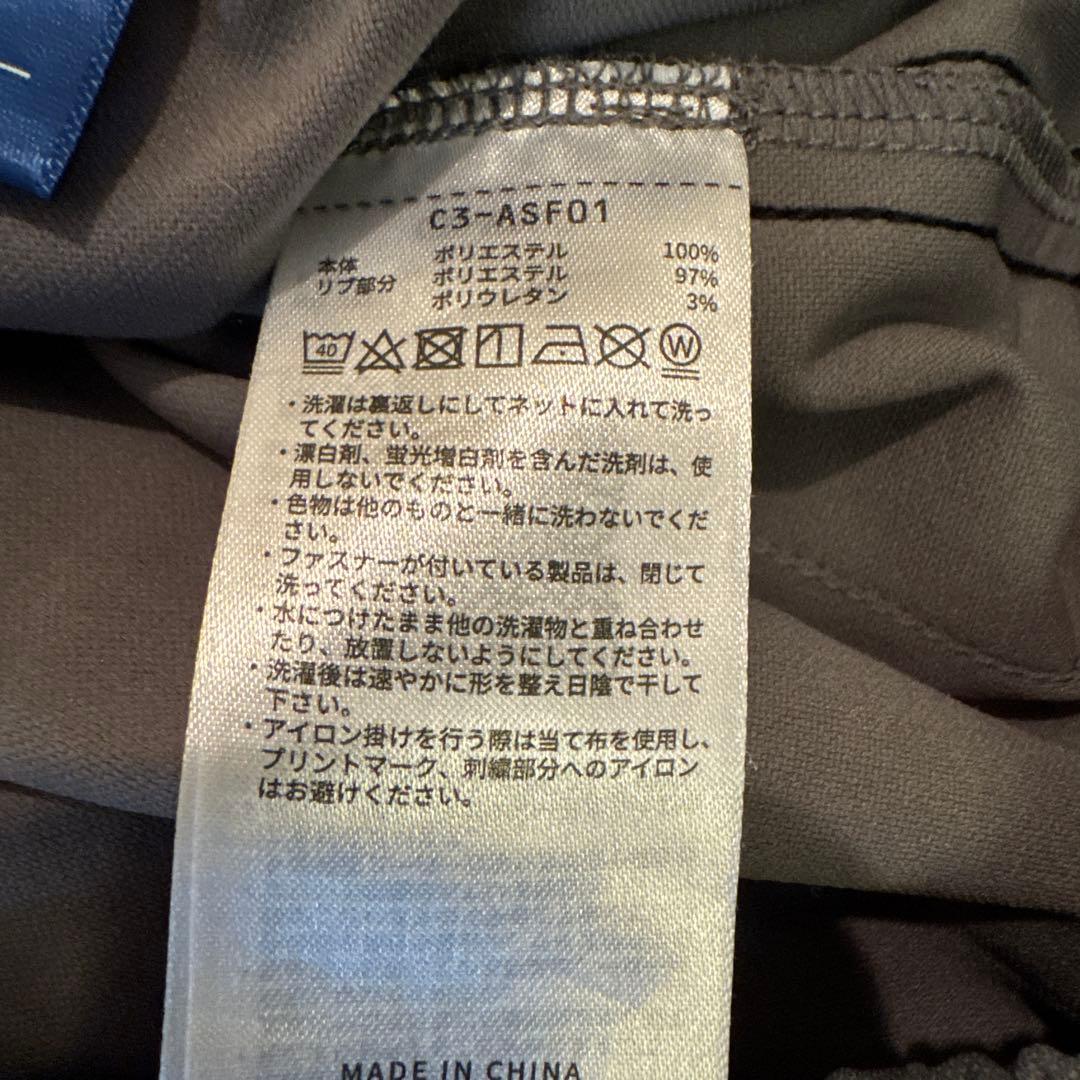 C3-ASF01
本体 ポリエステル 100%
リブ部分 ポリエステル 97%
ポリウレタン 3%
40 W
・洗濯は裏返しにしてネットに入れて洗っ
てください。
・漂白剤、蛍光増白剤を含んだ洗剤は、使
用しないでください。
・色物は他のものと一緒に洗わないでくだ
さい。
・ファスナーが付いている製品は、閉じて
洗ってください。
・水につけたまま他の洗濯物と重ね合わせ
たり、放置しないようにしてください。
・洗濯後は速やかに形を整え日陰で干して
下さい。
・アイロン掛けを行う際は当て布を使用し、
プリントマーク、刺繍部分へのアイロン
はお避けください。
MADE IN CHINA